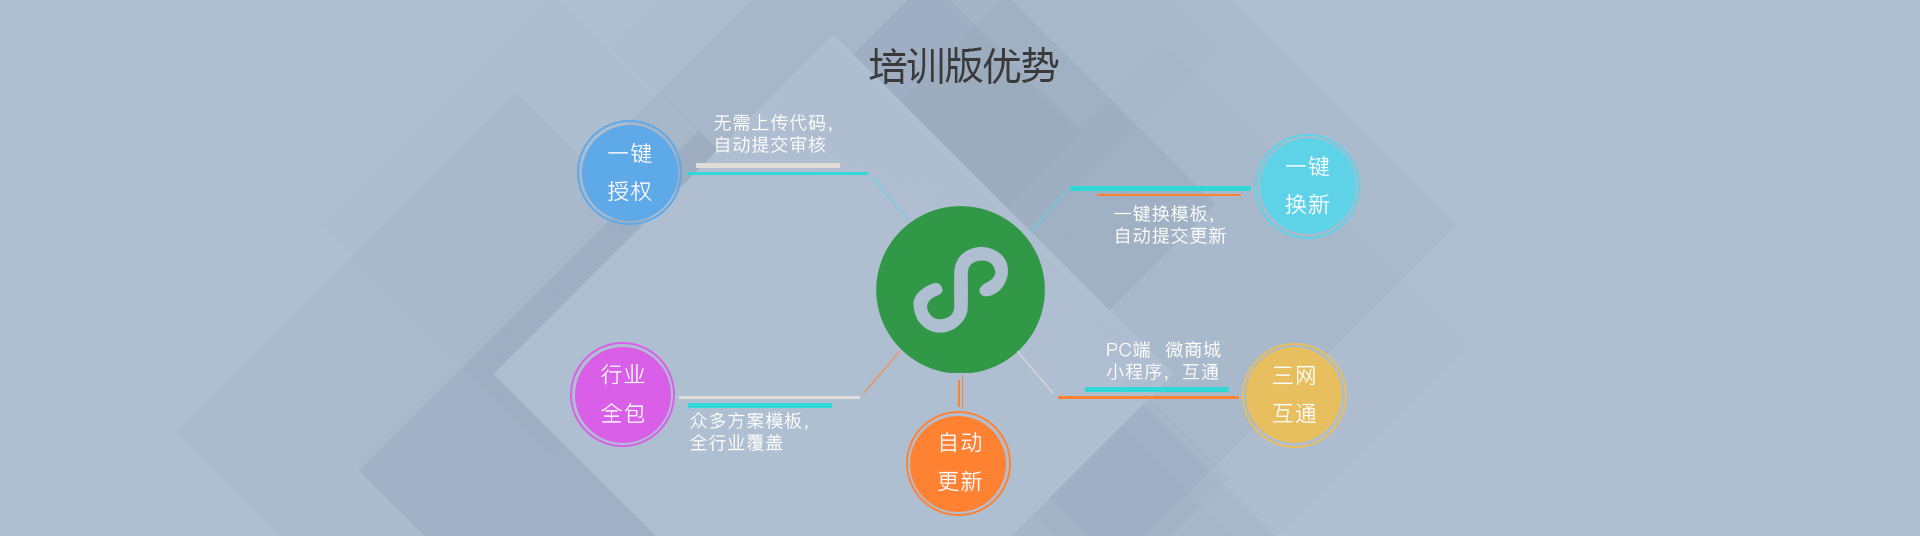 培训版优势
一键
授权
无需上传代码，
自动提交审核
一键
换新
一键换模板，
自动提交更新
行业
全包
众多方案模板，
全行业覆盖
自动
更新
PC端 微商城
小程序，互通
三网
互通